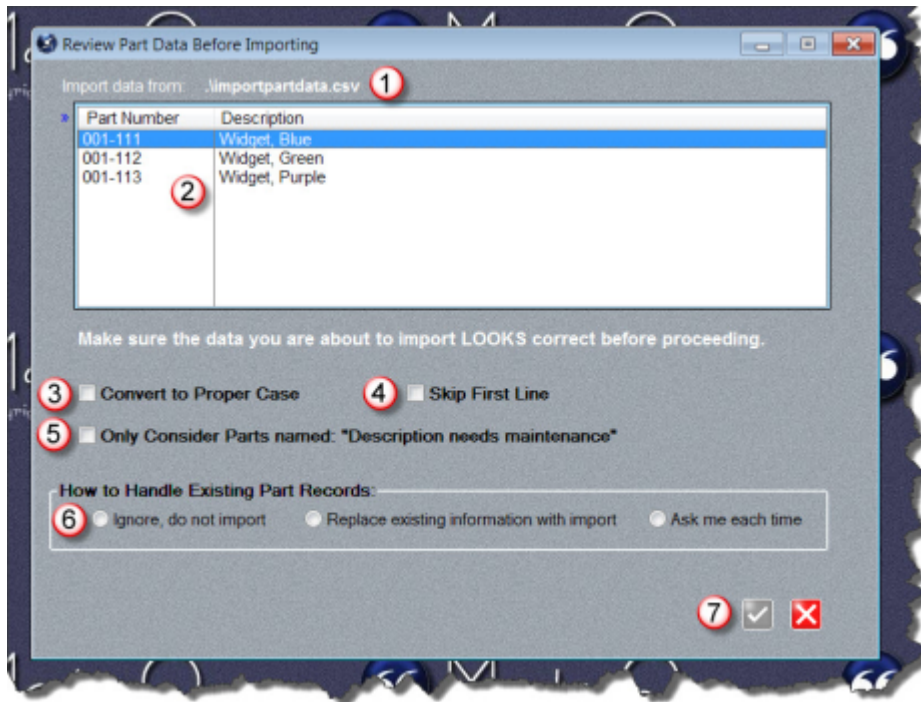 Review Part Data Before Importing
Import data from: .\importpartdata.csv 1
» Part Number Description
001-111 Widget, Blue
001-112 Widget, Green
001-113 Widget, Purple
2
Make sure the data you are about to import LOOKS correct before proceeding.
3 Convert to Proper Case 4 Skip First Line
5 Only Consider Parts named: "Description needs maintenance"
How to Handle Existing Part Records:
6 Ignore, do not import Replace existing information with import Ask me each time
7